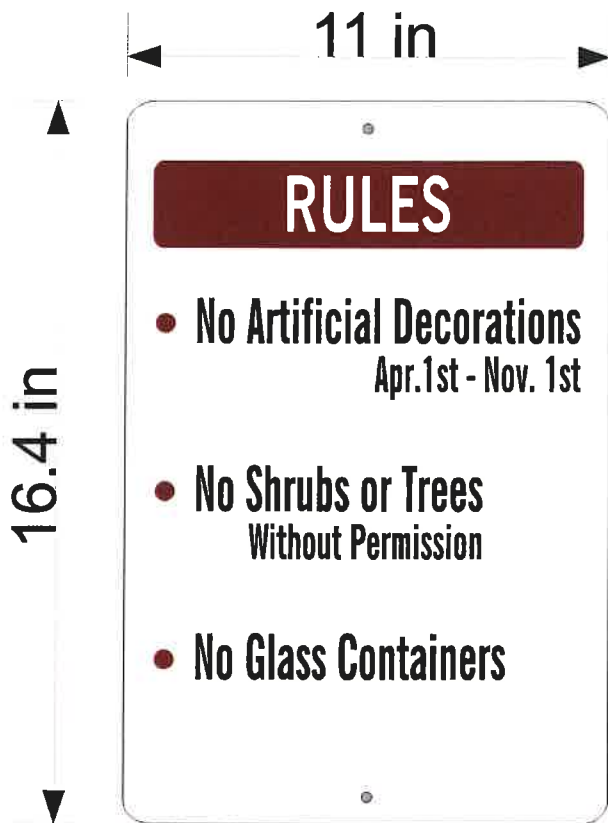 11 in
16.4 in
RULES
No Artificial Decorations
Apr.1st - Nov. 1st
No Shrubs or Trees
Without Permission
No Glass Containers